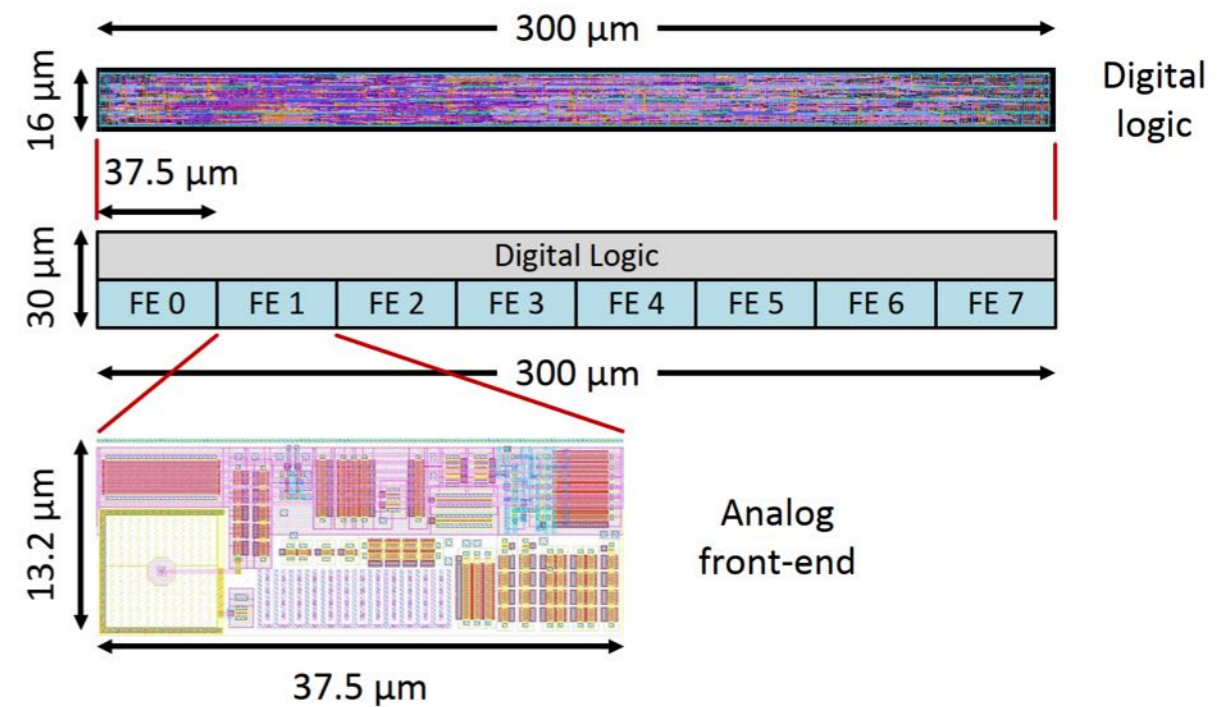 300 μm
16 μm
Digital
logic
37.5 μm
30 μm
Digital Logic
FE 0 FE 1 FE 2 FE 3 FE 4 FE 5 FE 6 FE 7
300 μm
13.2 μm
Analog
front-end
37.5 μm